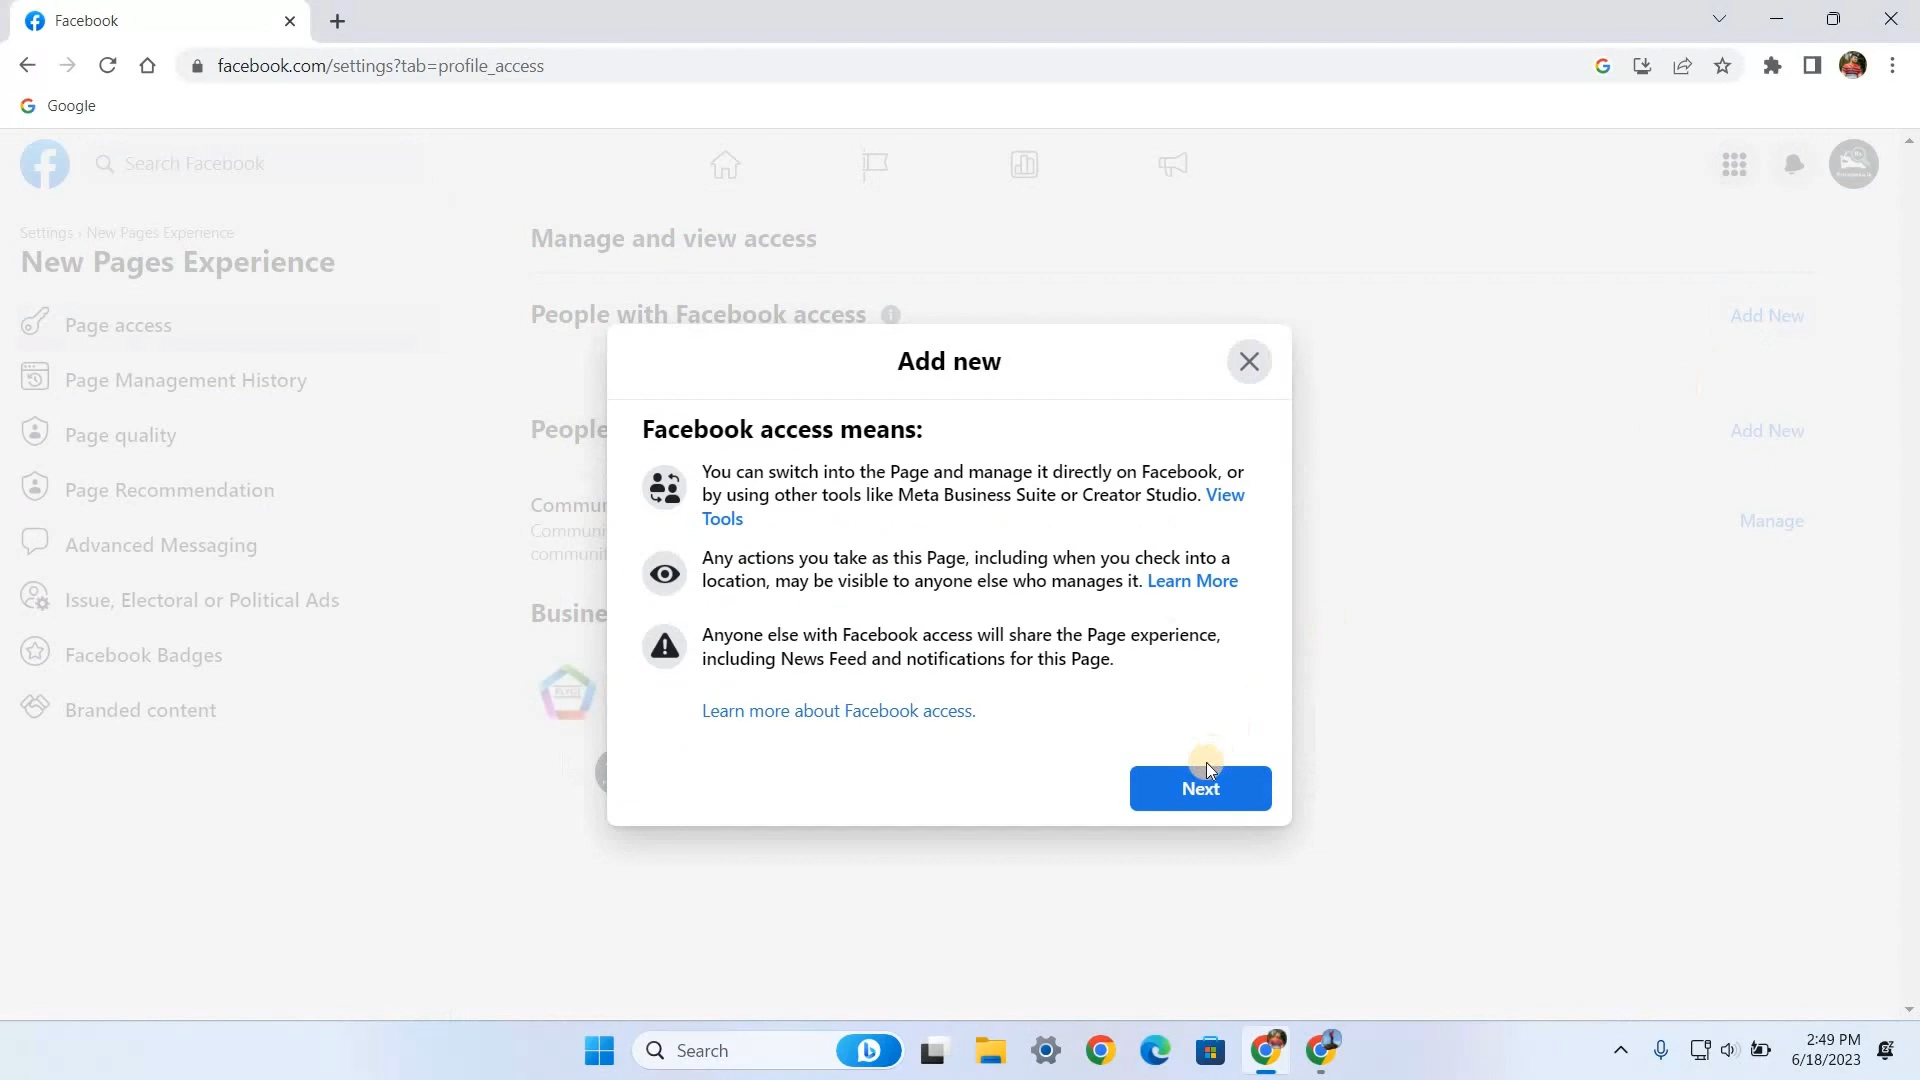 Facebook
facebook.com/settings?tab=profile_access
Google
Search Facebook
Settings › New Pages Experience
New Pages Experience
Page access
Page Management History
Page quality
Page Recommendation
Advanced Messaging
Issue, Electoral or Political Ads
Facebook Badges
Branded content
Manage and view access
People with Facebook access
Add New
People
Add New
Commun
Communi
communit
Manage
Busine
Add new
Facebook access means:
You can switch into the Page and manage it directly on Facebook, or
by using other tools like Meta Business Suite or Creator Studio. View
Tools
Any actions you take as this Page, including when you check into a
location, may be visible to anyone else who manages it. Learn More
Anyone else with Facebook access will share the Page experience,
including News Feed and notifications for this Page.
Learn more about Facebook access.
Next
Search
2:49 PM
6/18/2023